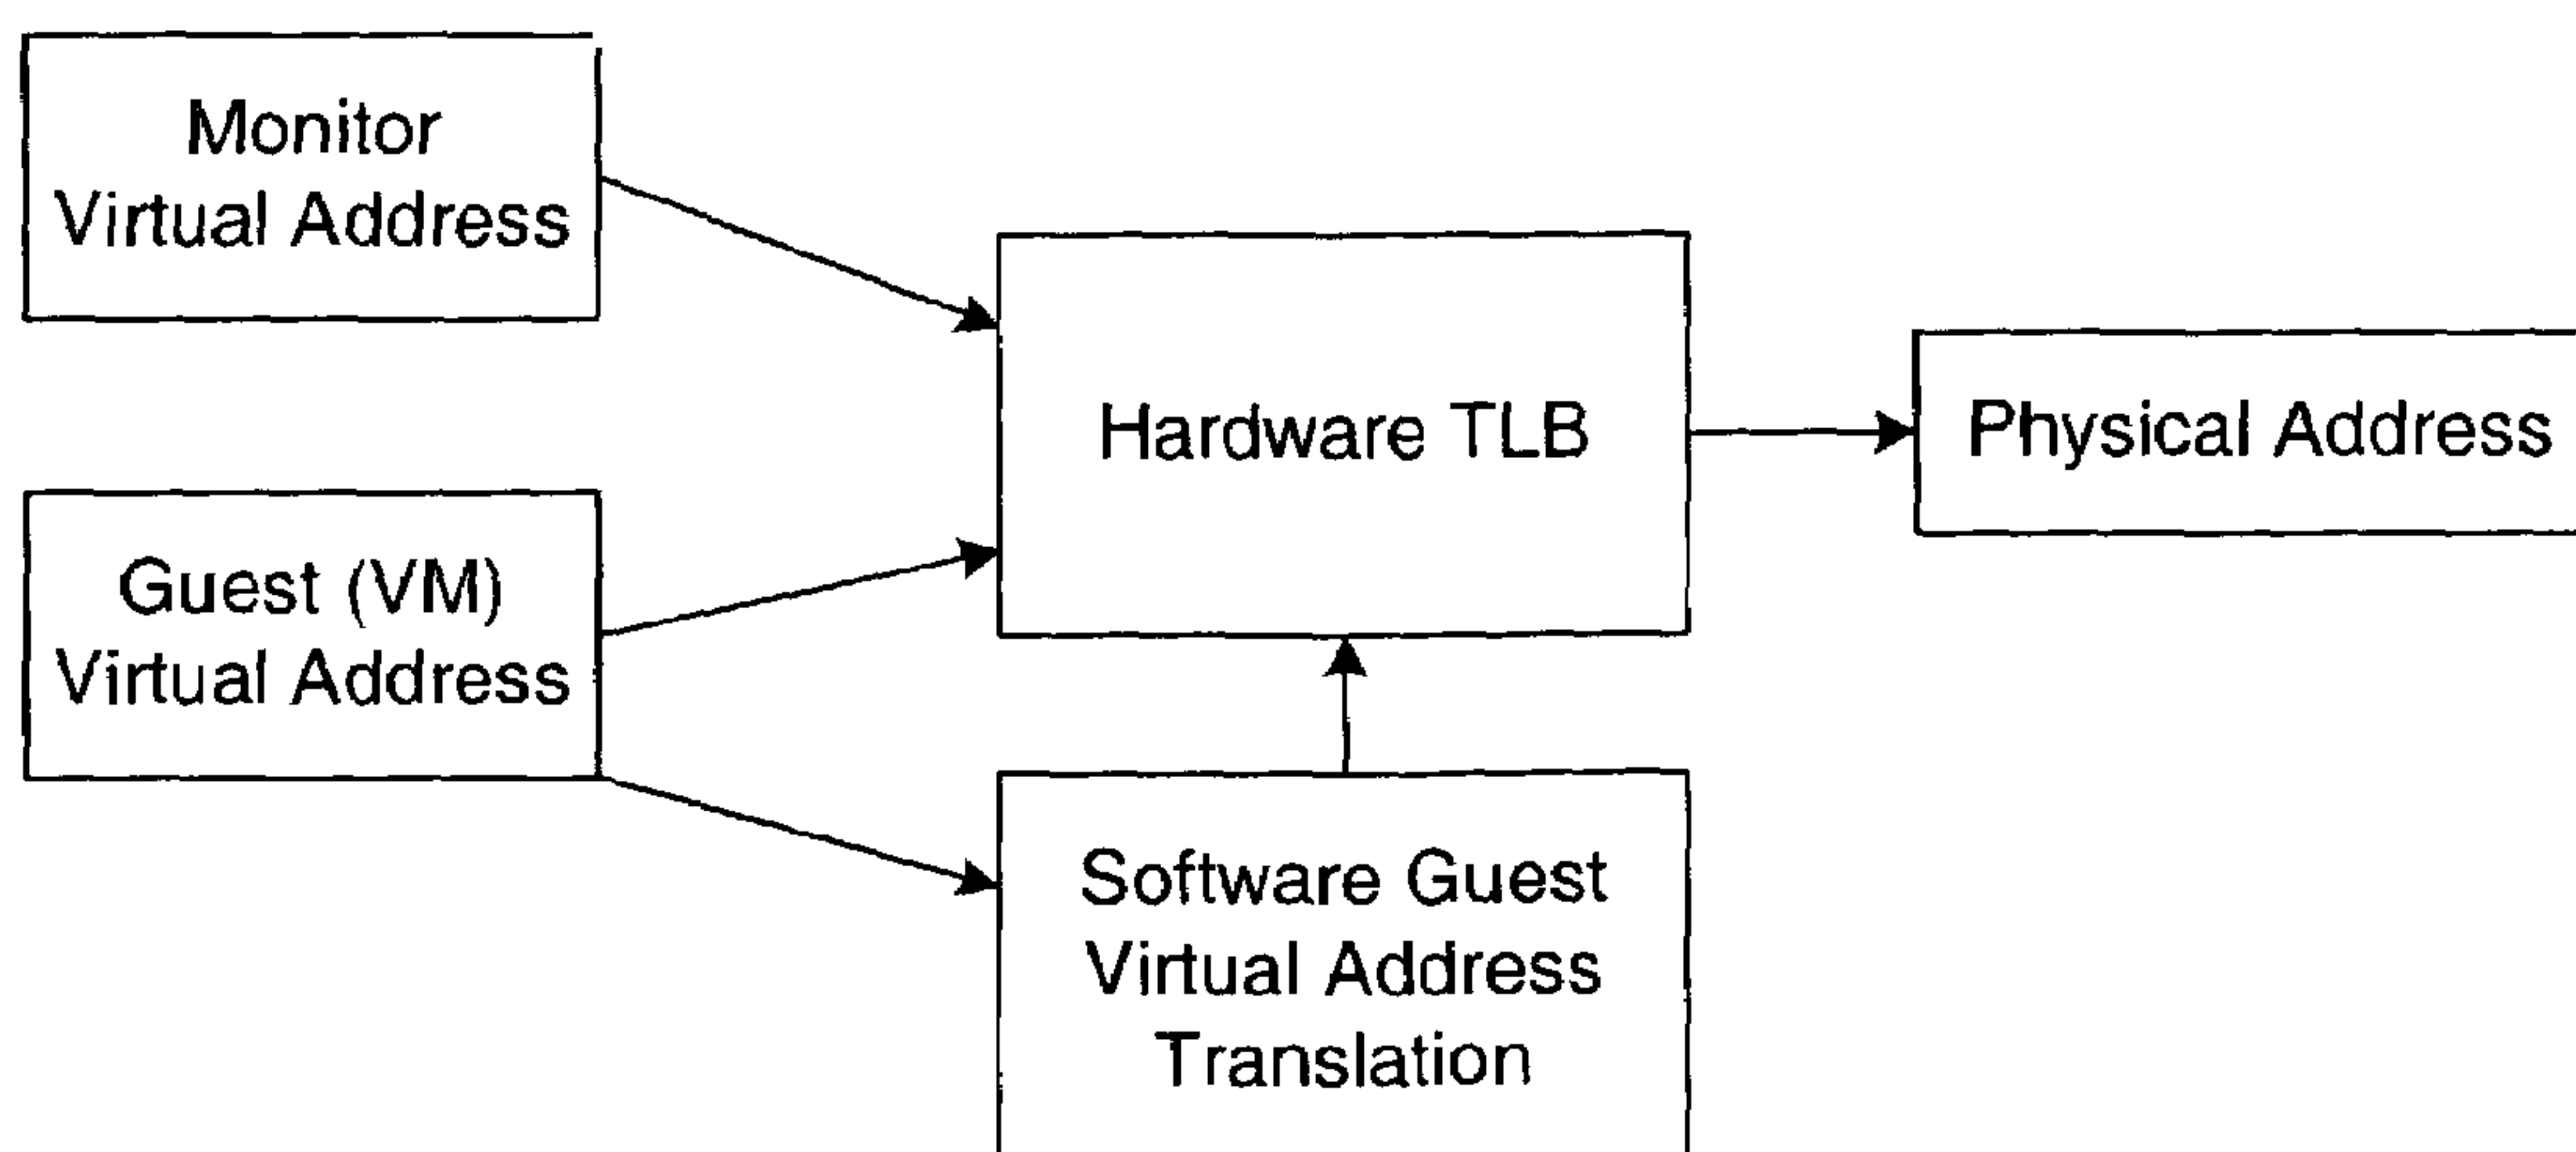 Monitor
Virtual Address
Hardware TLB
Physical Address
Guest (VM)
Virtual Address
Software Guest
Virtual Address
Translation